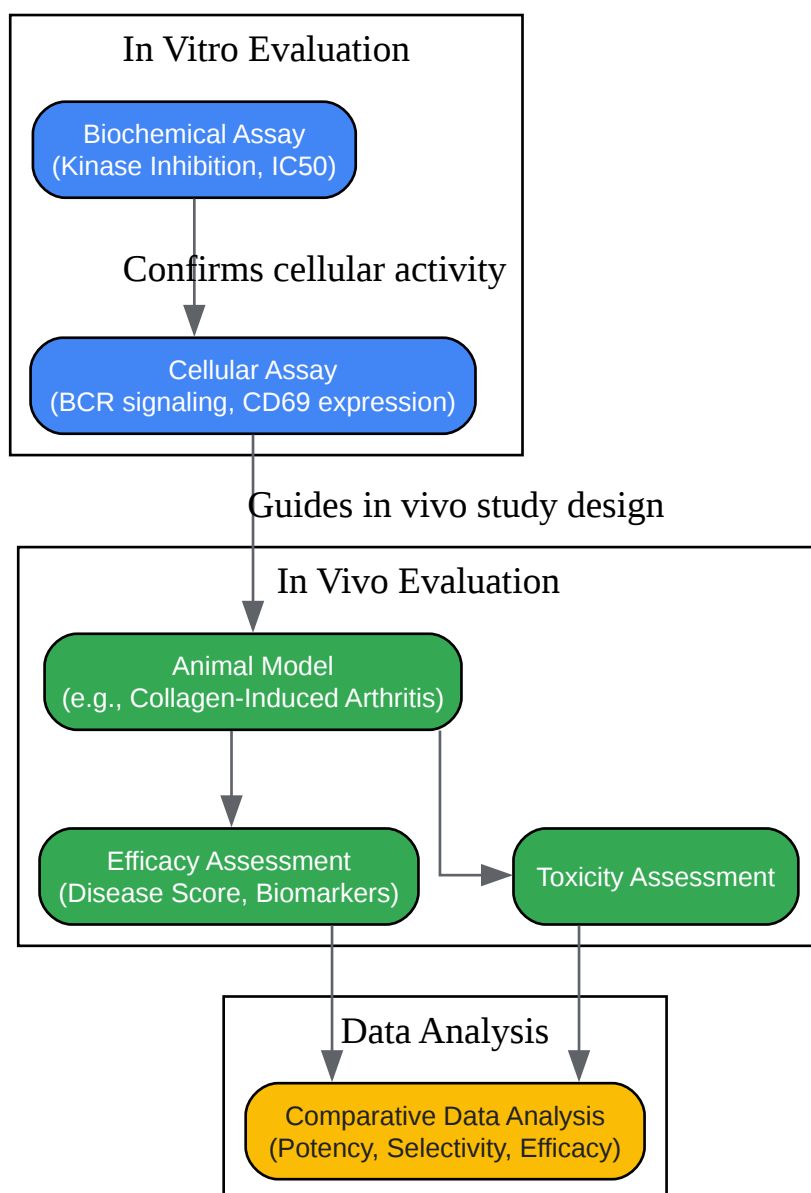 In Vitro Evaluation
Biochemical Assay
(Kinase Inhibition, IC50)
Confirms cellular activity
Cellular Assay
(BCR signaling, CD69 expression)
Guides in vivo study design
In Vivo Evaluation
Animal Model
(e.g., Collagen-Induced Arthritis)
Efficacy Assessment
(Disease Score, Biomarkers)
Toxicity Assessment
Data Analysis
Comparative Data Analysis
(Potency, Selectivity, Efficacy)